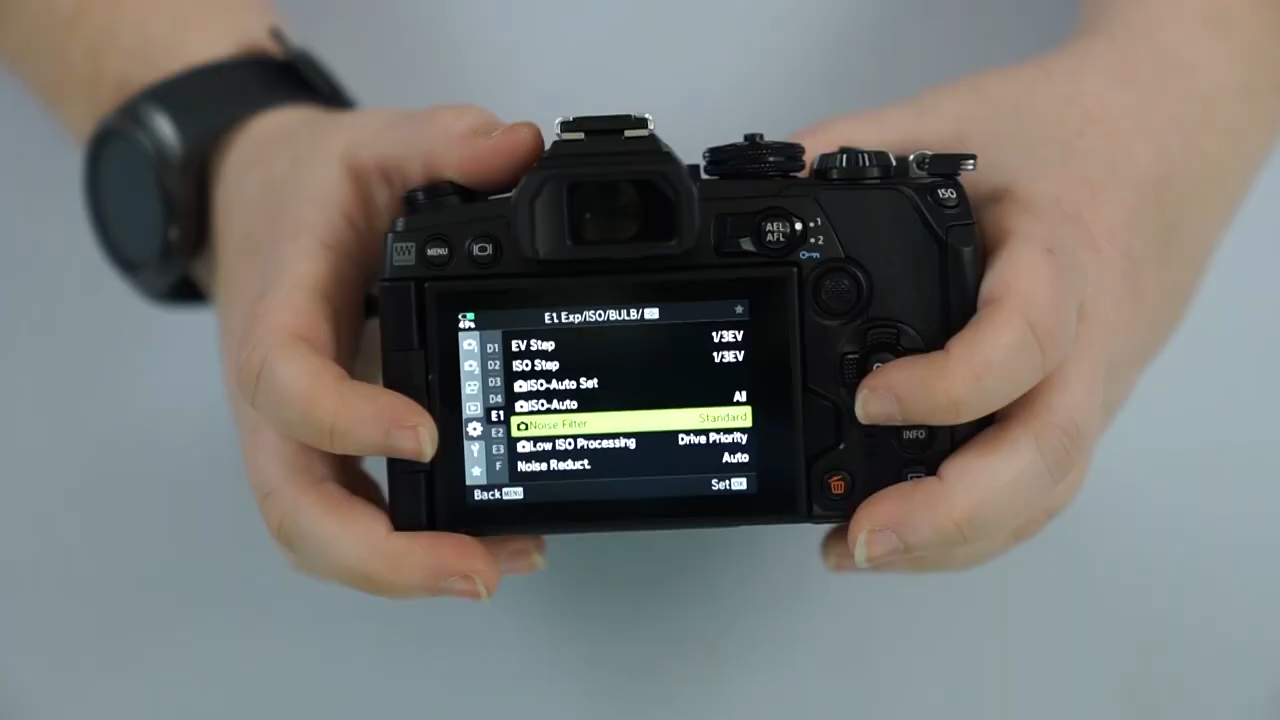 ISO
AEL
AFL
1
2
MENU
E1. Exp/ISO/BULB/
49%
EV Step 1/3EV
ISO Step 1/3EV
ISO-Auto Set
ISO-Auto All
Noise Filter Standard
Low ISO Processing Drive Priority
Noise Reduct. Auto
D1
D2
D3
D4
E1
E2
E3
F
Back MENU
Set OK
INFO